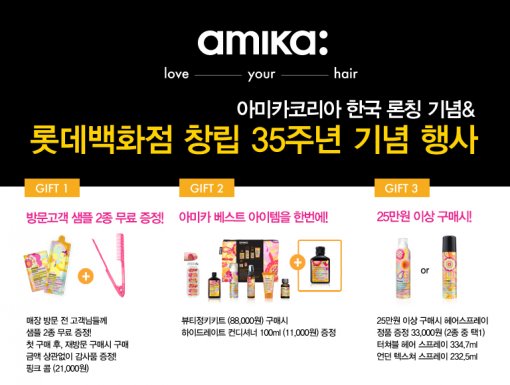 amika:
love your hair
아미카코리아 한국 론칭 기념&
롯데백화점 창립 35주년 기념 행사
GIFT 1
방문고객 샘플 2종 무료 증정!
+
매장 방문 전 고객님들께
샘플 2종 무료 증정!
첫 구매 후, 재방문 구매시 구매
금액 상관없이 감사품 증정!
핑크 콤 (21,000원)
GIFT 2
아미카 베스트 아이템을 한번에!
+
뷰티정키키트 (88,000원) 구매시
하이드레이트 컨디셔너 100ml (11,000원) 증정
GIFT 3
25만원 이상 구매시!
or
25만원 이상 구매시 헤어스프레이
정품 증정 33,000원 (2종 중 택1)
터쳐블 헤어 스프레이 334,7ml
언던 텍스쳐 스프레이 232,5ml